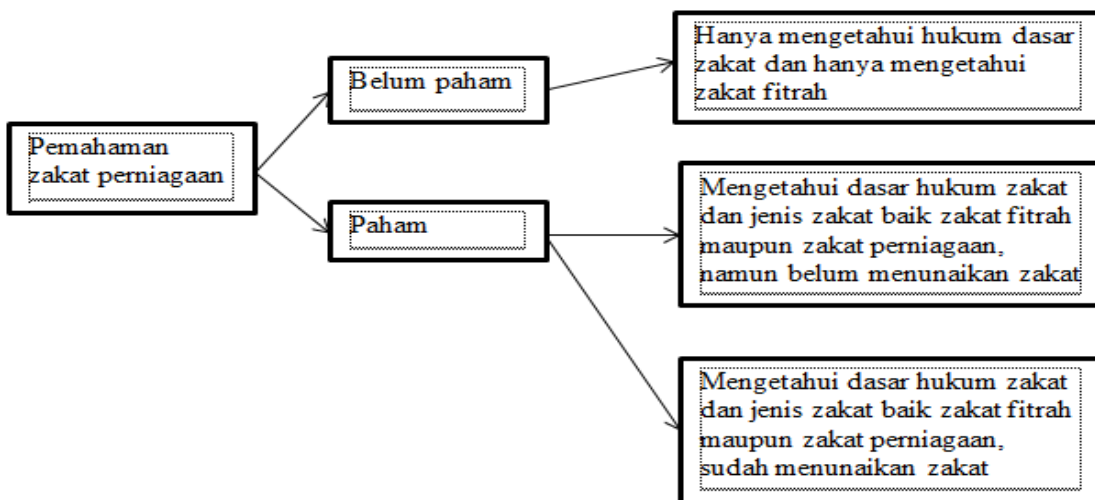 Pemahaman
zakat perniagaan
Belum paham
Hanya mengetahui hukum dasar
zakat dan hanya mengetahui
zakat fitrah
Paham
Mengetahui dasar hukum zakat
dan jenis zakat baik zakat fitrah
maupun zakat perniagaan,
namun belum menunaikan zakat
Mengetahui dasar hukum zakat
dan jenis zakat baik zakat fitrah
maupun zakat perniagaan,
sudah menunaikan zakat